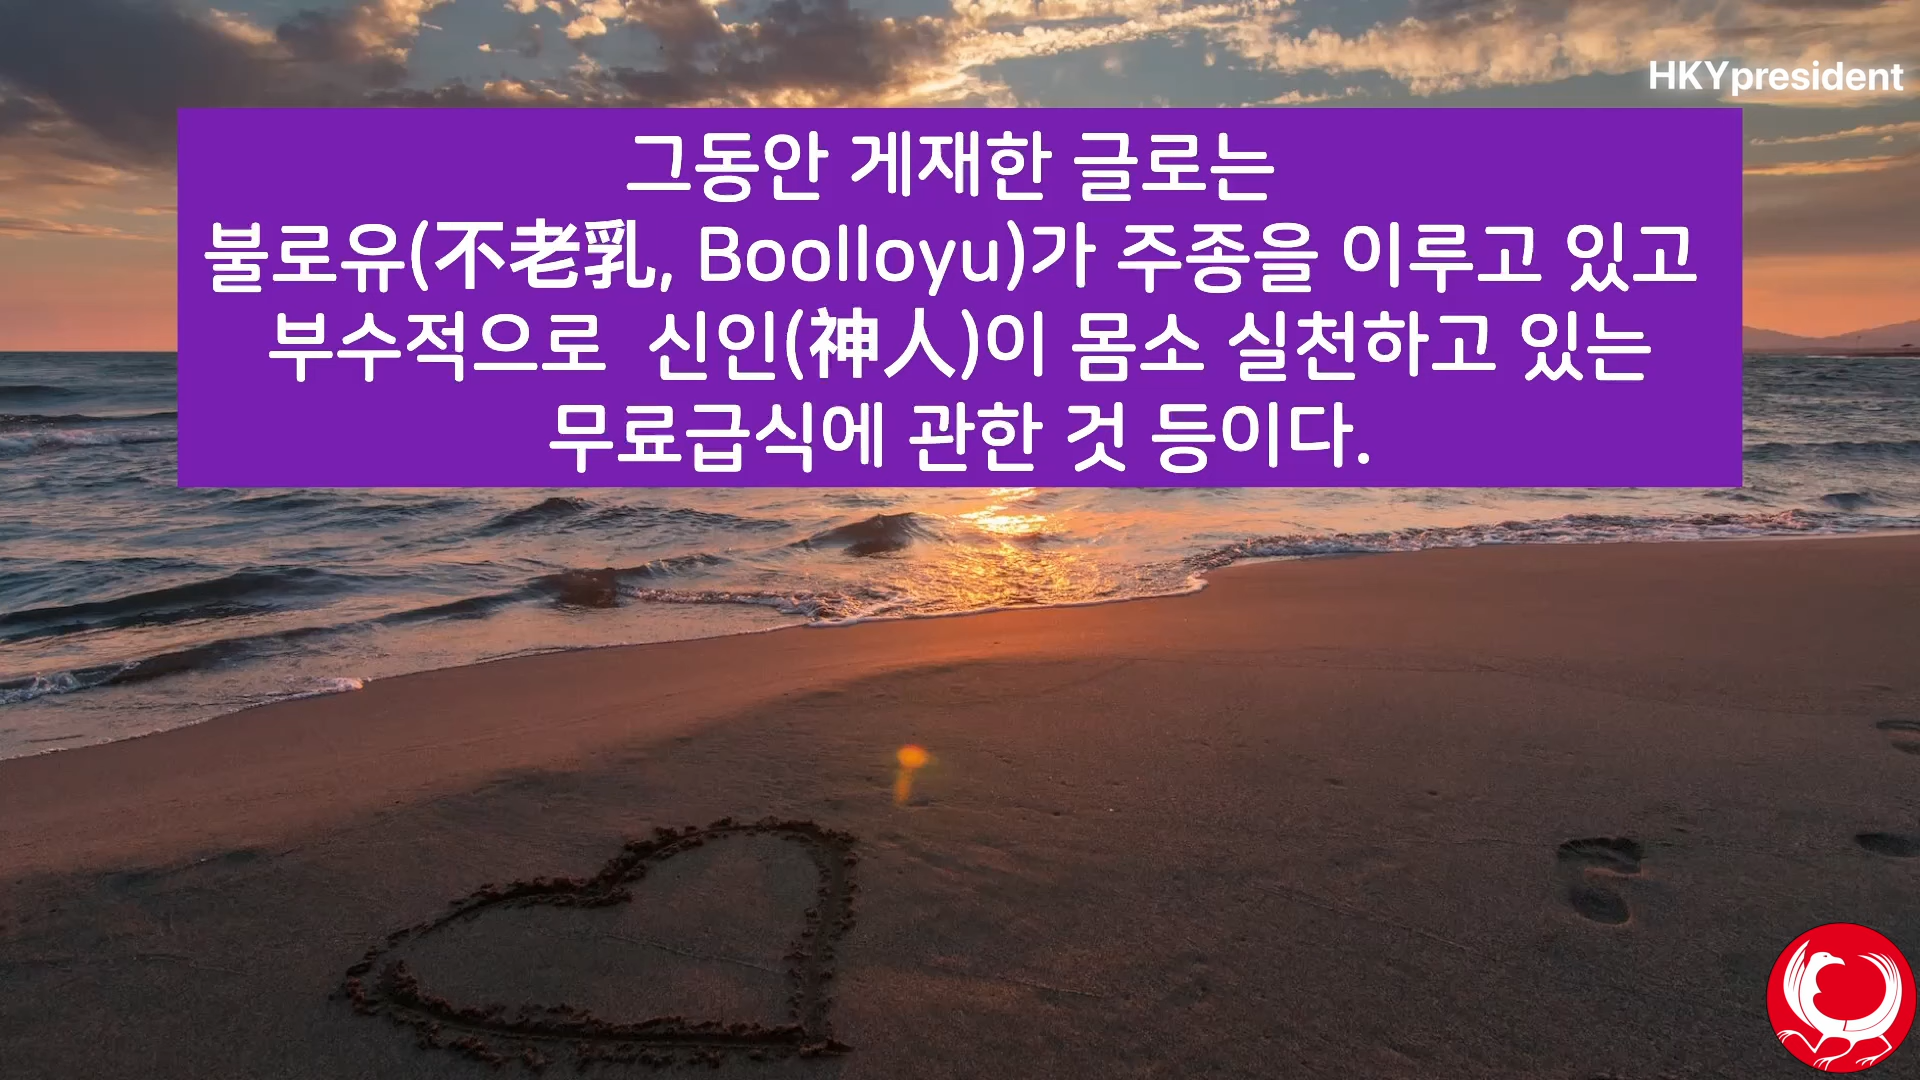 HKYpresident
그동안 게재한 글로는
불로유(不老乳, Boolloyu)가 주종을 이루고 있고
부수적으로 신인(神人)이 몸소 실천하고 있는
무료급식에 관한 것 등이다.